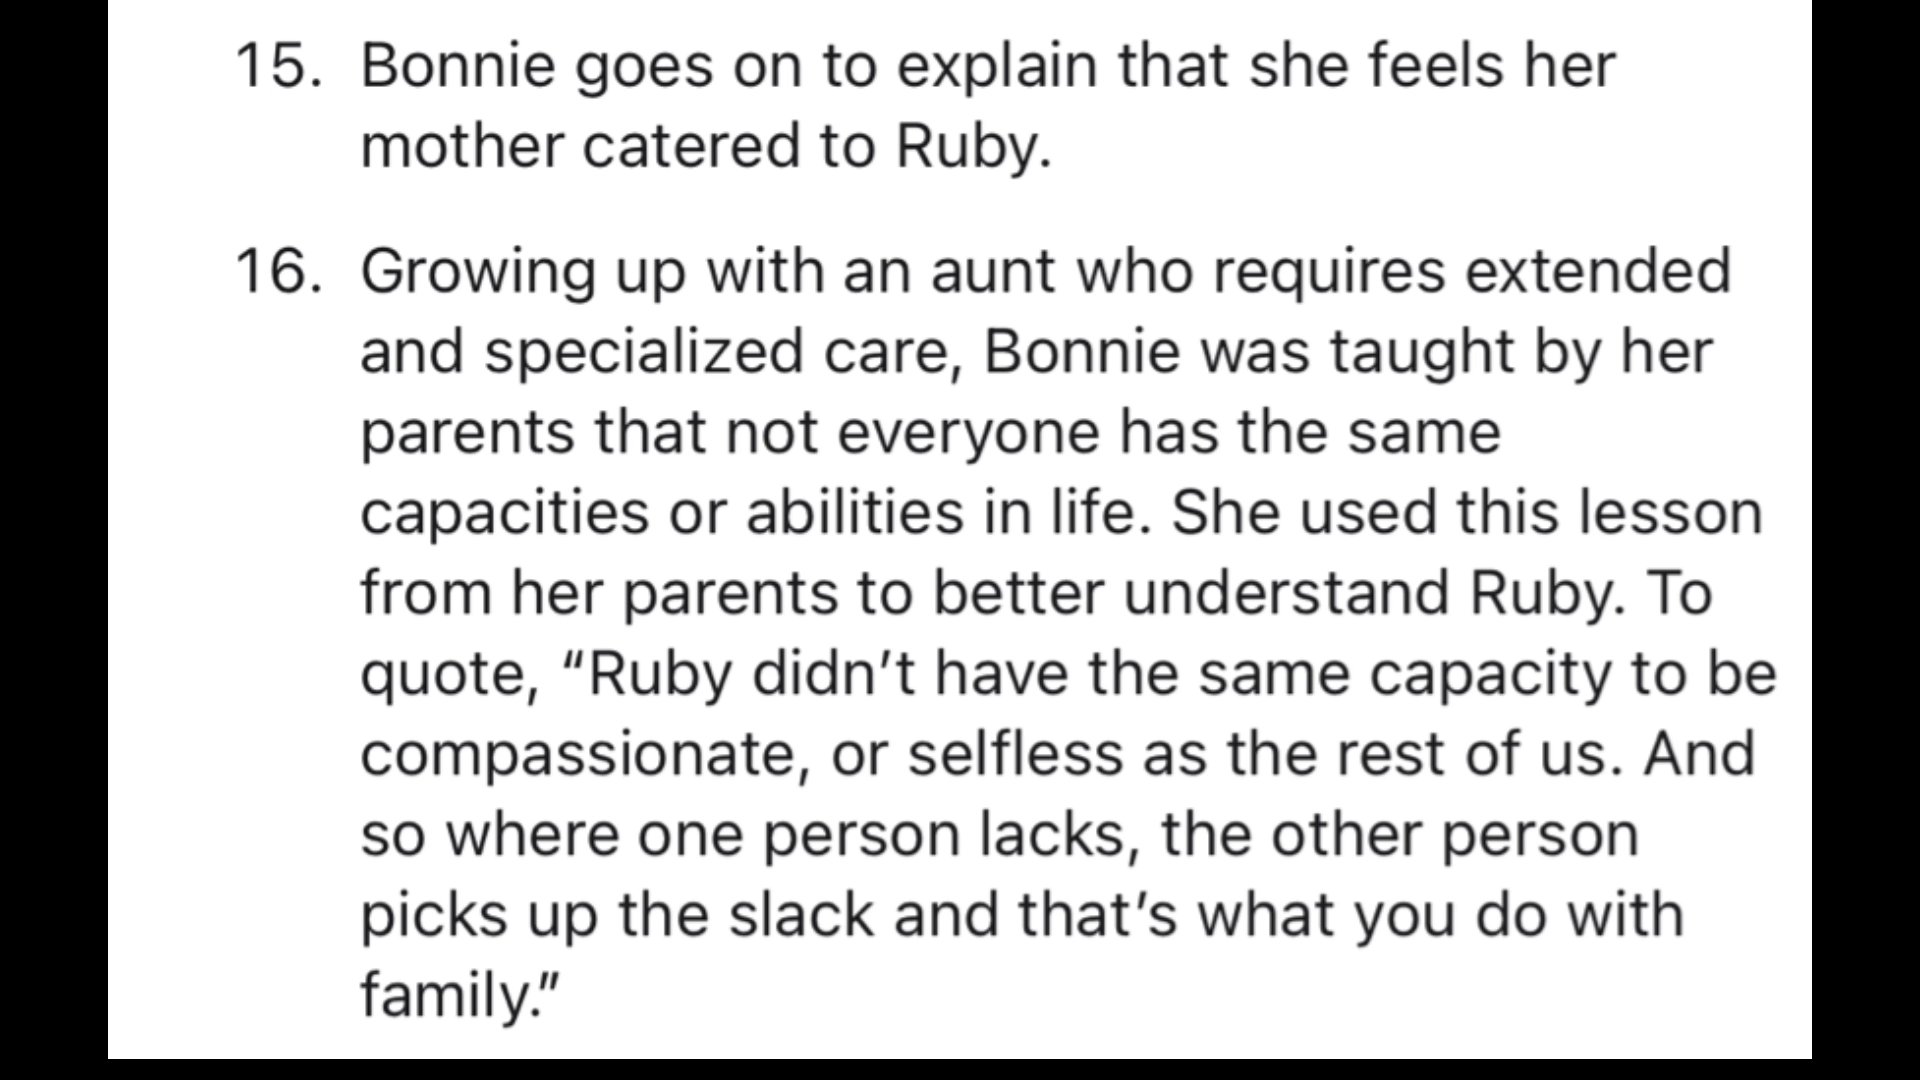 15. Bonnie goes on to explain that she feels her
mother catered to Ruby.
16. Growing up with an aunt who requires extended
and specialized care, Bonnie was taught by her
parents that not everyone has the same
capacities or abilities in life. She used this lesson
from her parents to better understand Ruby. To
quote, “Ruby didn’t have the same capacity to be
compassionate, or selfless as the rest of us. And
so where one person lacks, the other person
picks up the slack and that’s what you do with
family.”